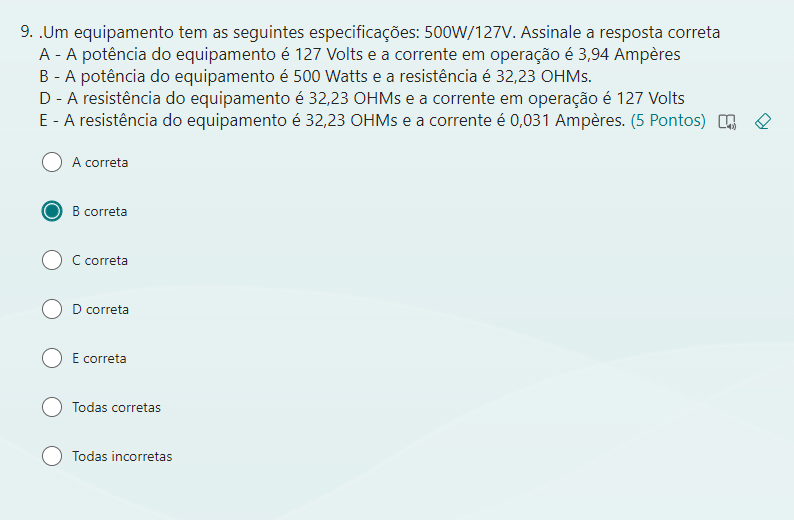 9. .Um equipamento tem as seguintes especificações: 500W/127V. Assinale a resposta correta
A - A potência do equipamento é 127 Volts e a corrente em operação é 3,94 Ampères
B - A potência do equipamento é 500 Watts e a resistência é 32,23 OHMs.
D - A resistência do equipamento é 32,23 OHMs e a corrente em operação é 127 Volts
E - A resistência do equipamento é 32,23 OHMs e a corrente é 0,031 Ampères. (5 Pontos)
A correta
B correta
C correta
D correta
E correta
Todas corretas
Todas incorretas